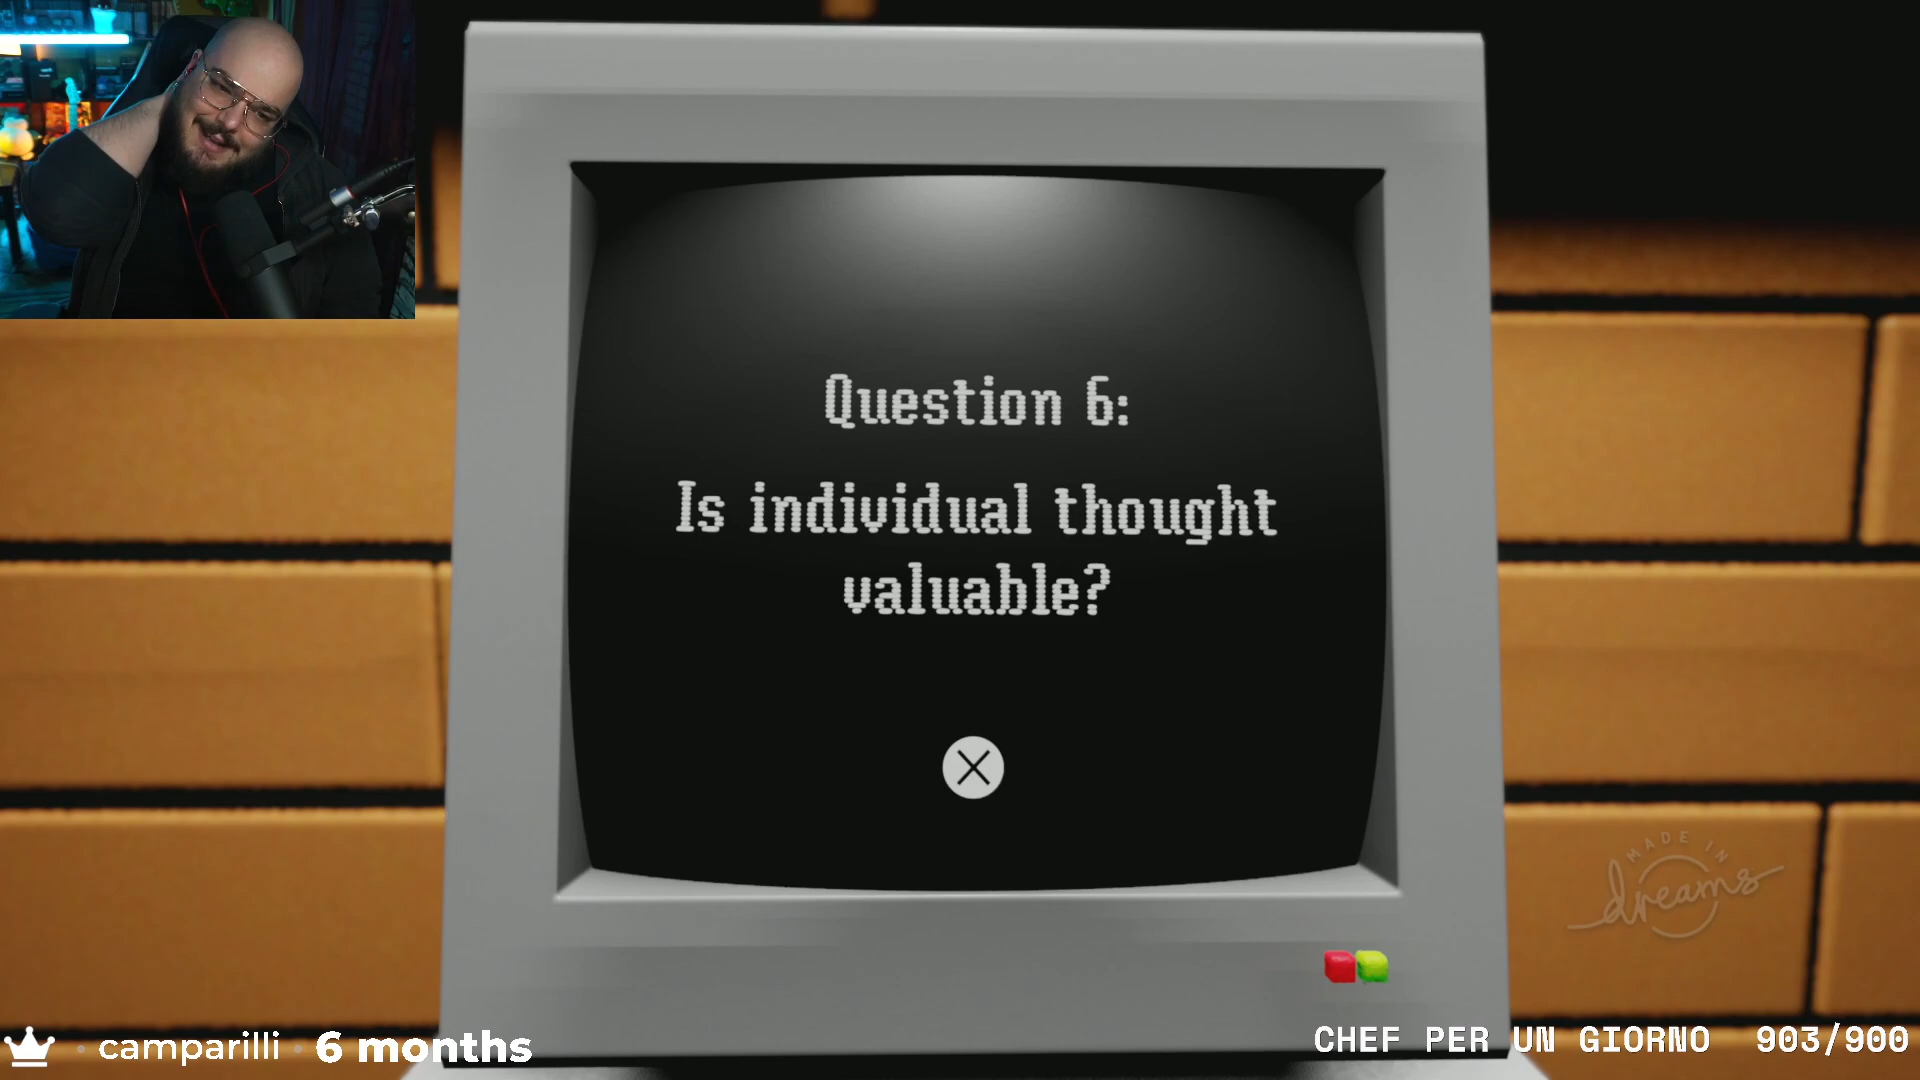 Question 6:
Is individual thought
valuable?
MADE IN
dreams
camparilli · 6 months
CHEF PER UN GIORNO 903/900